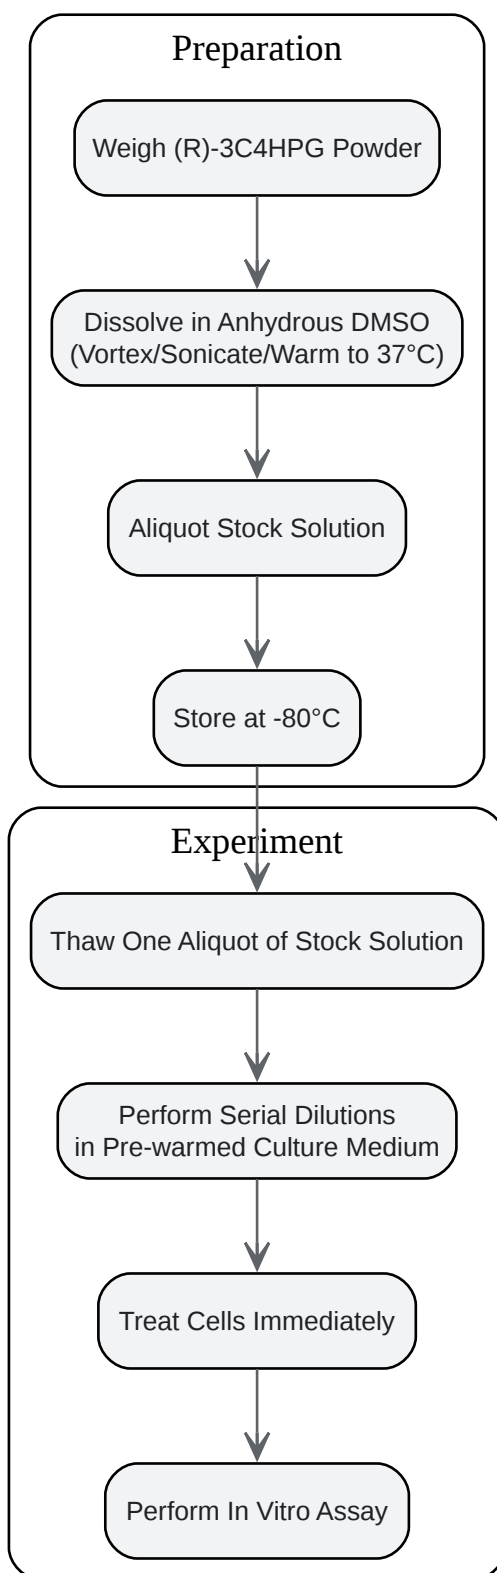 Preparation
Weigh (R)-3C4HPG Powder
Dissolve in Anhydrous DMSO
(Vortex/Sonicate/Warm to 37°C)
Aliquot Stock Solution
Store at -80°C
Experiment
Thaw One Aliquot of Stock Solution
Perform Serial Dilutions
in Pre-warmed Culture Medium
Treat Cells Immediately
Perform In Vitro Assay